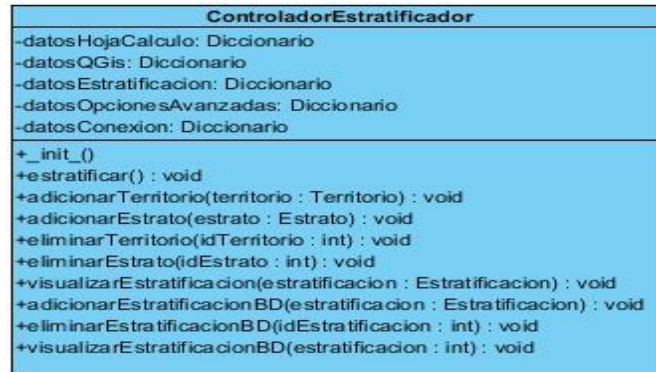 ControladorEstratificador
-datosHojaCalculo: Diccionario
-datosQGis: Diccionario
-datosEstratificacion: Diccionario
-datosOpcionesAvanzadas: Diccionario
-datosConexion: Diccionario
+_init_()
+estratificar() : void
+adicionarTerritorio(territorio : Territorio) : void
+adicionarEstrato(estrato : Estrato) : void
+eliminarTerritorio(idTerritorio : int) : void
+eliminarEstrato(idEstrato : int) : void
+visualizarEstratificacion(estratificacion : Estratificacion) : void
+adicionarEstratificacionBD(estratificacion : Estratificacion) : void
+eliminarEstratificacionBD(idEstratificacion : int) : void
+visualizarEstratificacionBD(estratificacion : int) : void